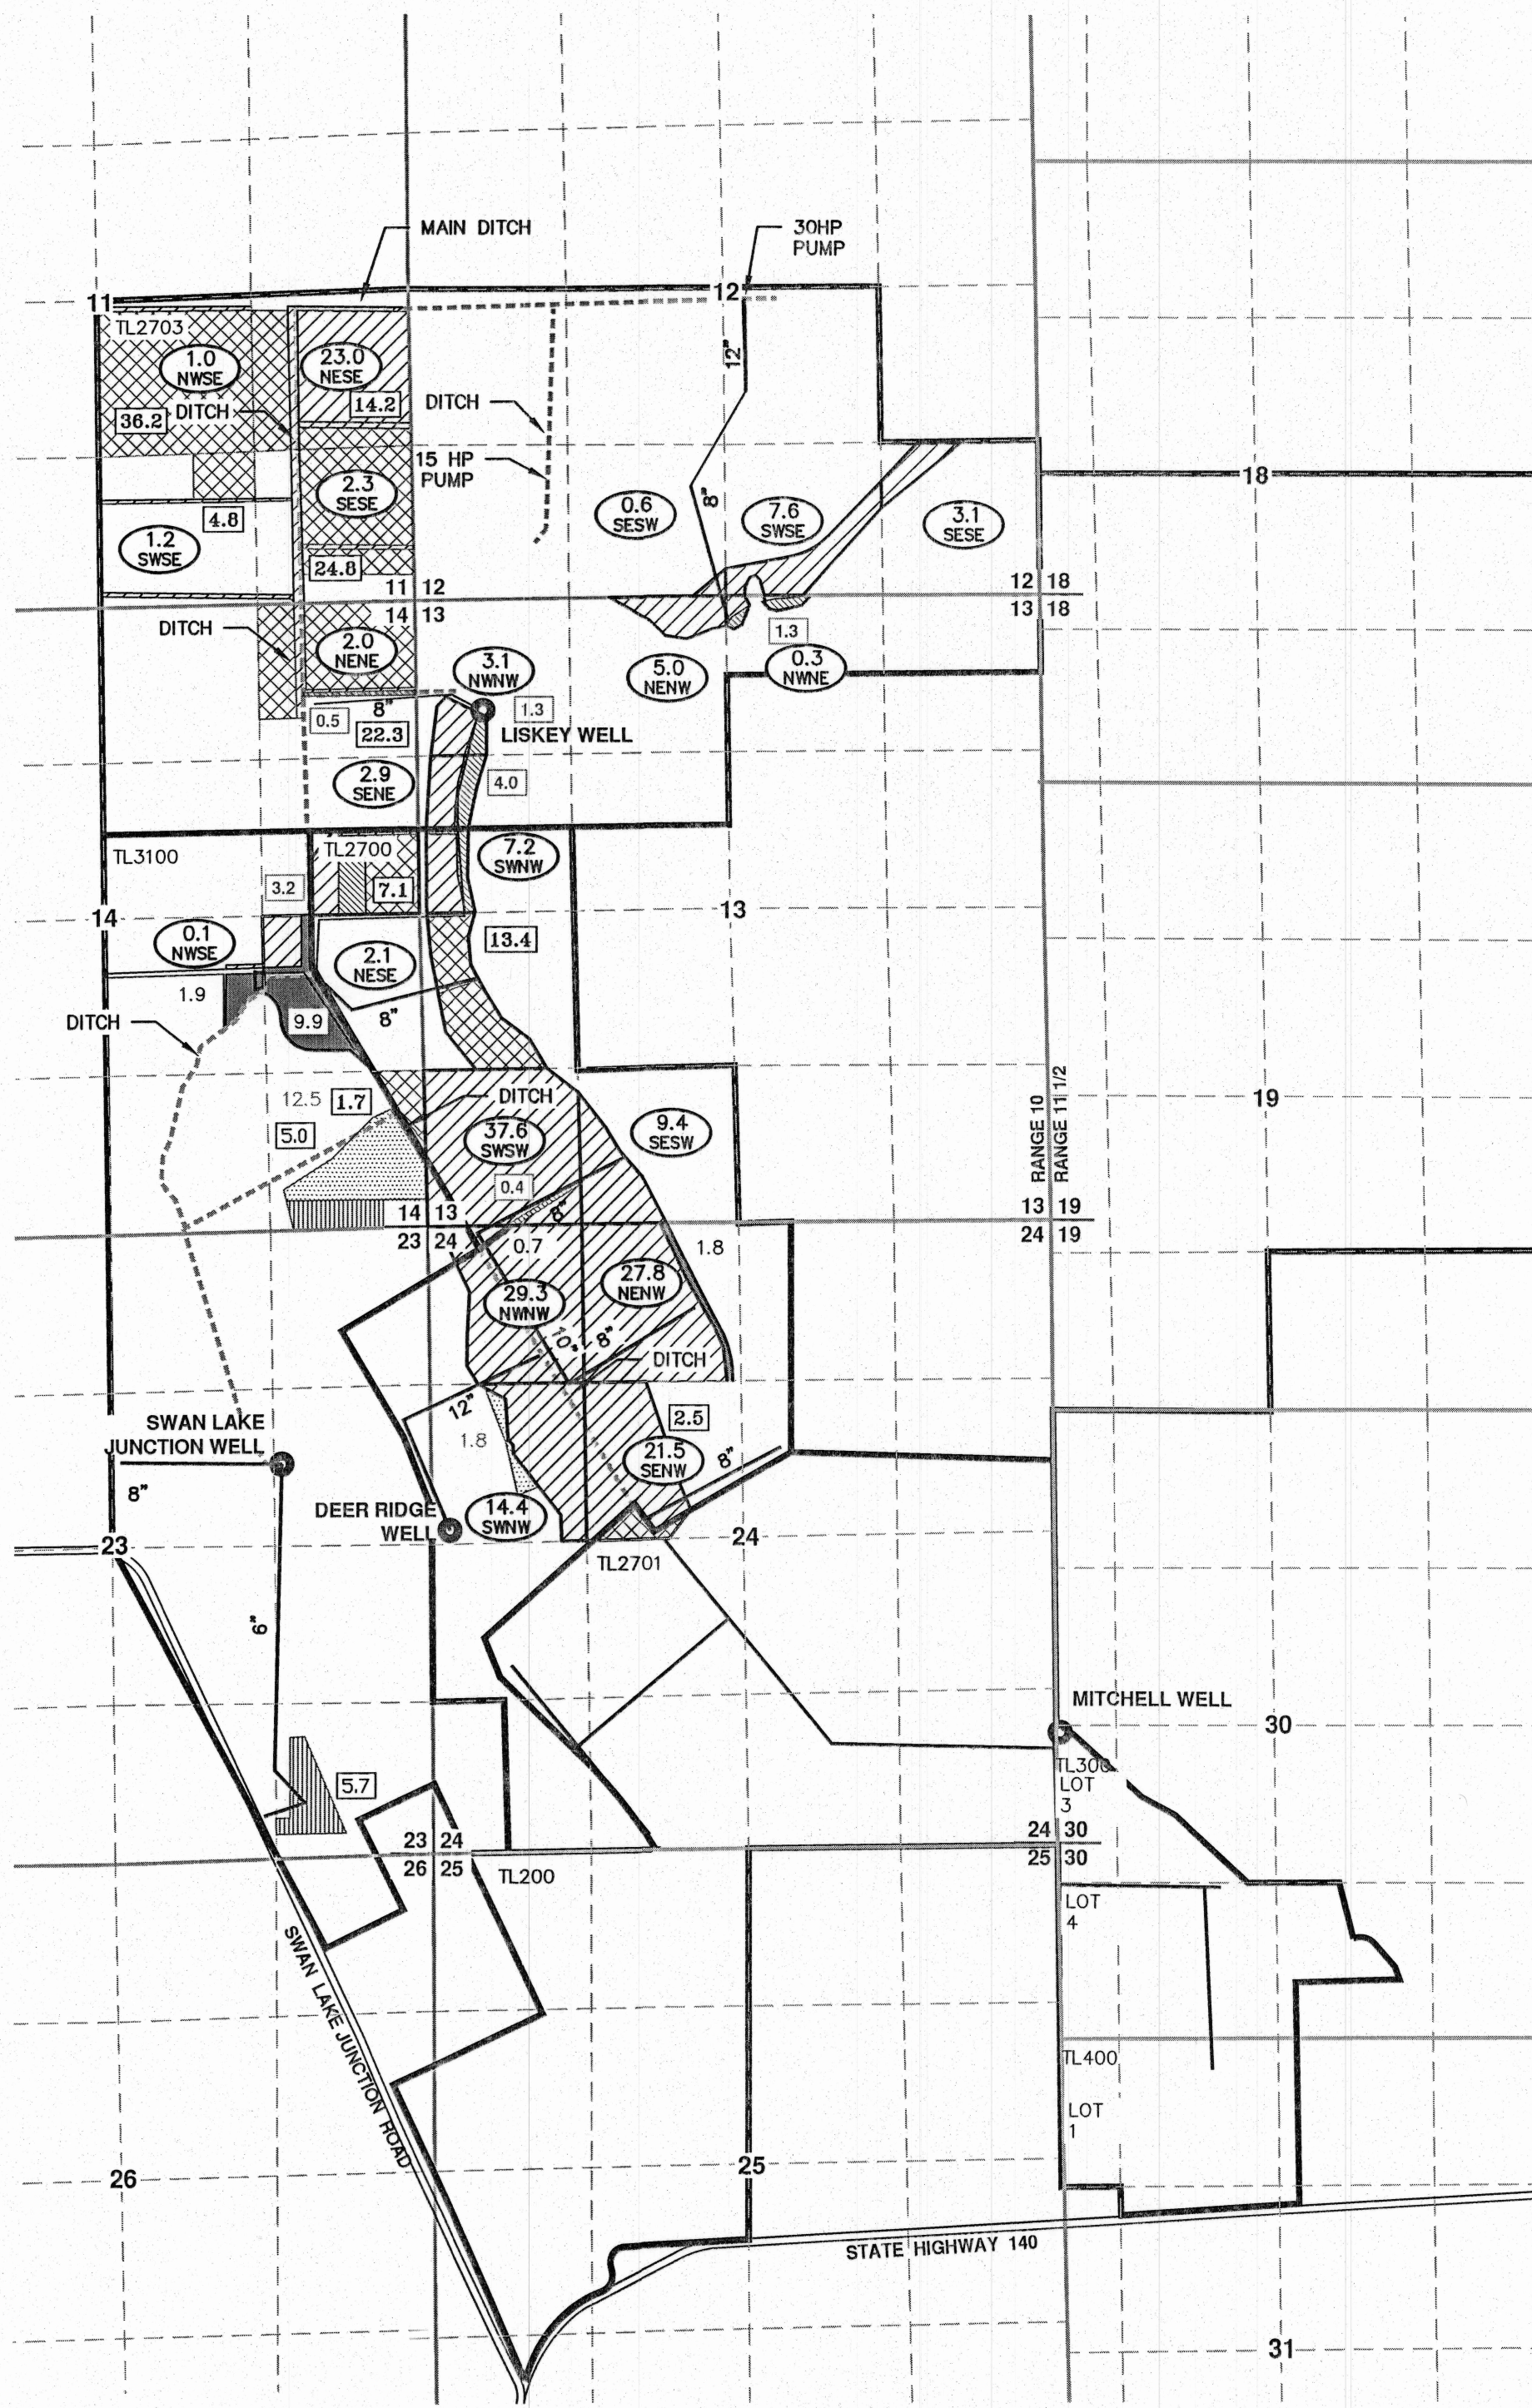 MAIN DITCH
30HP
PUMP
11
12
TL2703
1.0
NWSE
23.0
NESE
12"
36.2
DITCH
14.2
DITCH
15 HP
PUMP
2.3
SESE
8"
0.6
SESW
7.6
SWSE
3.1
SESE
18
4.8
1.2
SWSE
24.8
11 12
14 13
12 18
13 18
DITCH
2.0
NENE
1.3
3.1
NWNW
5.0
NENW
0.3
NWNE
0.5
8"
22.3
1.3
LISKEY WELL
2.9
SENE
4.0
TL3100
TL2700
7.2
SWNW
3.2
7.1
14
13
0.1
NWSE
2.1
NESE
13.4
1.9
9.9
8"
DITCH
12.5
1.7
DITCH
5.0
37.6
SWSW
9.4
SESW
RANGE 10
RANGE 11 1/2
19
0.4
8"
14 13
23 24
13 19
24 19
0.7
1.8
29.3
NWNW
27.8
NENW
10"
8"
DITCH
12"
2.5
SWAN LAKE
JUNCTION WELL
1.8
21.5
SENW
8"
8"
DEER RIDGE
WELL
14.4
SWNW
23
24
TL2701
6"
MITCHELL WELL
30
TL300
LOT
3
5.7
23 24
26 25
24 30
25 30
TL200
LOT
4
SWAN LAKE JUNCTION ROAD
TL400
LOT
1
26
25
STATE HIGHWAY 140
31